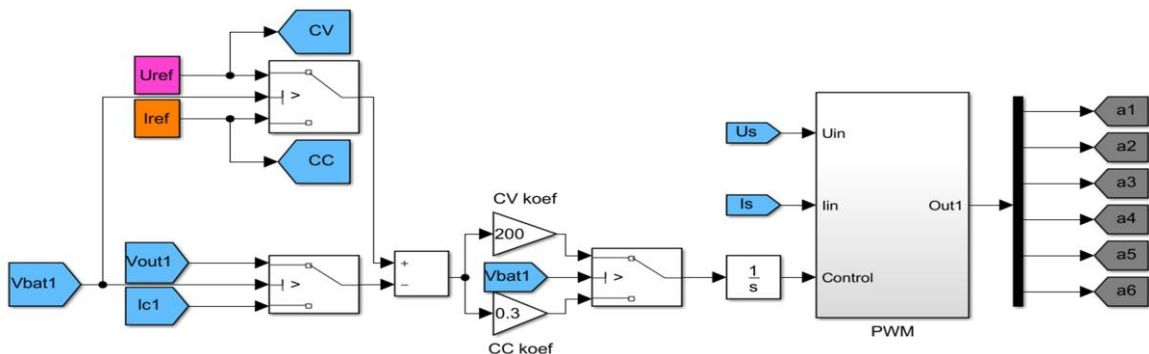 CV
Uref
>
Iref
CC
Vbat1
Vout1
>
Ic1
+
−
CV koef
200
Vbat1
>
0.3
CC koef
1
s
Us
Is
Uin
Iin
Out1
Control
PWM
a1
a2
a3
a4
a5
a6